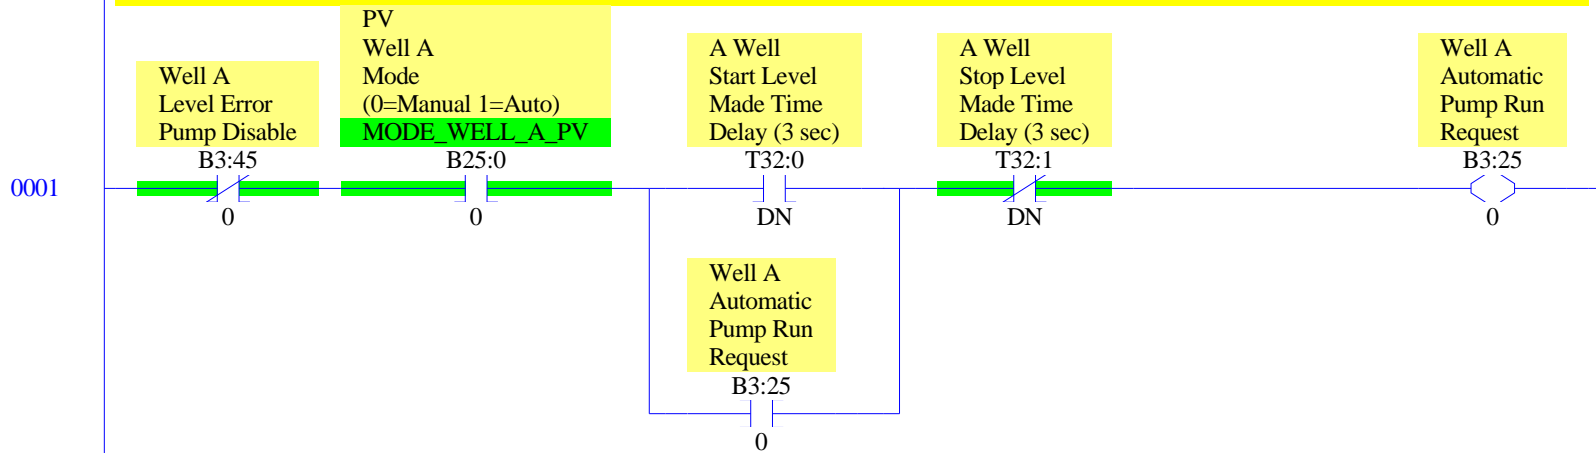 PV
Well A
Mode
(0=Manual 1=Auto)
MODE_WELL_A_PV
B25:0
0
Well A
Level Error
Pump Disable
B3:45
0
A Well
Start Level
Made Time
Delay (3 sec)
T32:0
DN
A Well
Stop Level
Made Time
Delay (3 sec)
T32:1
DN
Well A
Automatic
Pump Run
Request
B3:25
0
0001
Well A
Automatic
Pump Run
Request
B3:25
0